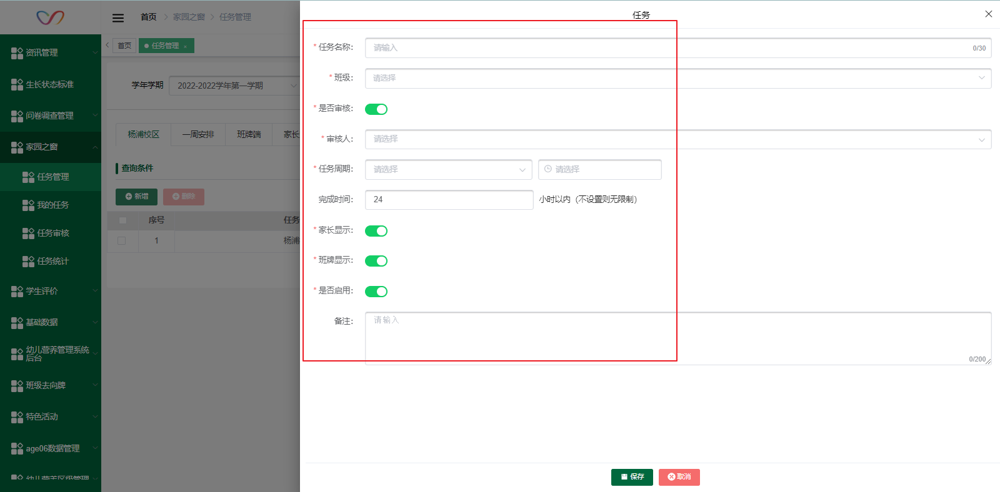 首页 > 家园之窗 > 任务管理
首页
任务管理 ×
资讯管理
生长状态标准
问卷调查管理
家园之窗
任务管理
我的任务
任务审核
任务统计
学生评价
基础数据
幼儿营养管理系统
后台
班级去向牌
特色活动
age06数据管理
幼儿营养区级管理
学年学期
2022-2022学年第一学期
杨浦校区
一周安排
班牌端
家长
查询条件
新增
删除
序号
任务
1
杨浦
任务
* 任务名称:
请输入
0/30
* 班级:
请选择
* 是否审核:
* 审核人:
请选择
* 任务周期:
请选择
请选择
完成时间:
24
小时以内（不设置则无限制）
* 家长显示:
* 班牌显示:
* 是否启用:
备注:
请输入
0/200
保存
取消